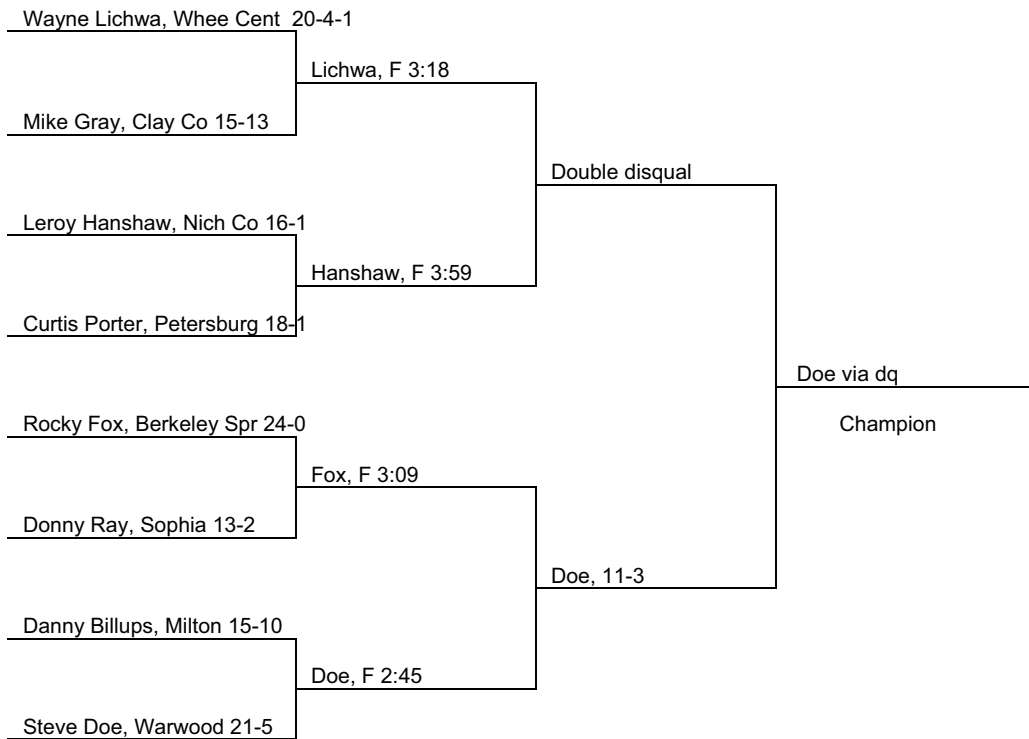 Wayne Lichwa, Whee Cent  20-4-1
Lichwa, F 3:18
Mike Gray, Clay Co 15-13
Double disqual
Leroy Hanshaw, Nich Co 16-1
Hanshaw, F 3:59
Curtis Porter, Petersburg 18-1
Doe via dq
Rocky Fox, Berkeley Spr 24-0
Champion
Fox, F 3:09
Donny Ray, Sophia 13-2
Doe, 11-3
Danny Billups, Milton 15-10
Doe, F 2:45
Steve Doe, Warwood 21-5